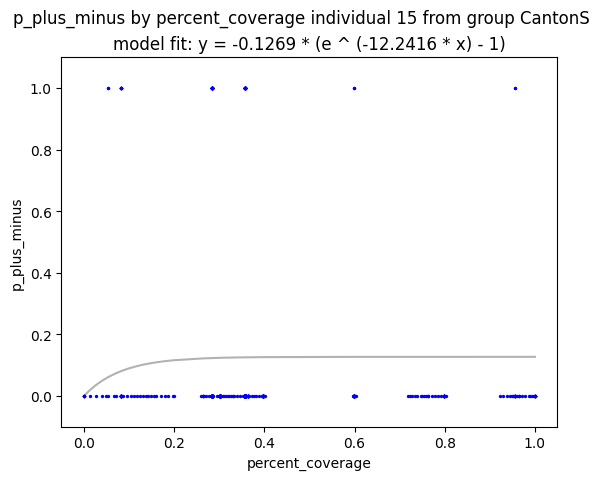 p_plus_minus by percent_coverage individual 15 from group CantonS
model fit: y = -0.1269 * (e ^ (-12.2416 * x) - 1)
1.0
0.8
0.6
0.4
0.2
0.0
p_plus_minus
0.0 0.2 0.4 0.6 0.8 1.0
percent_coverage